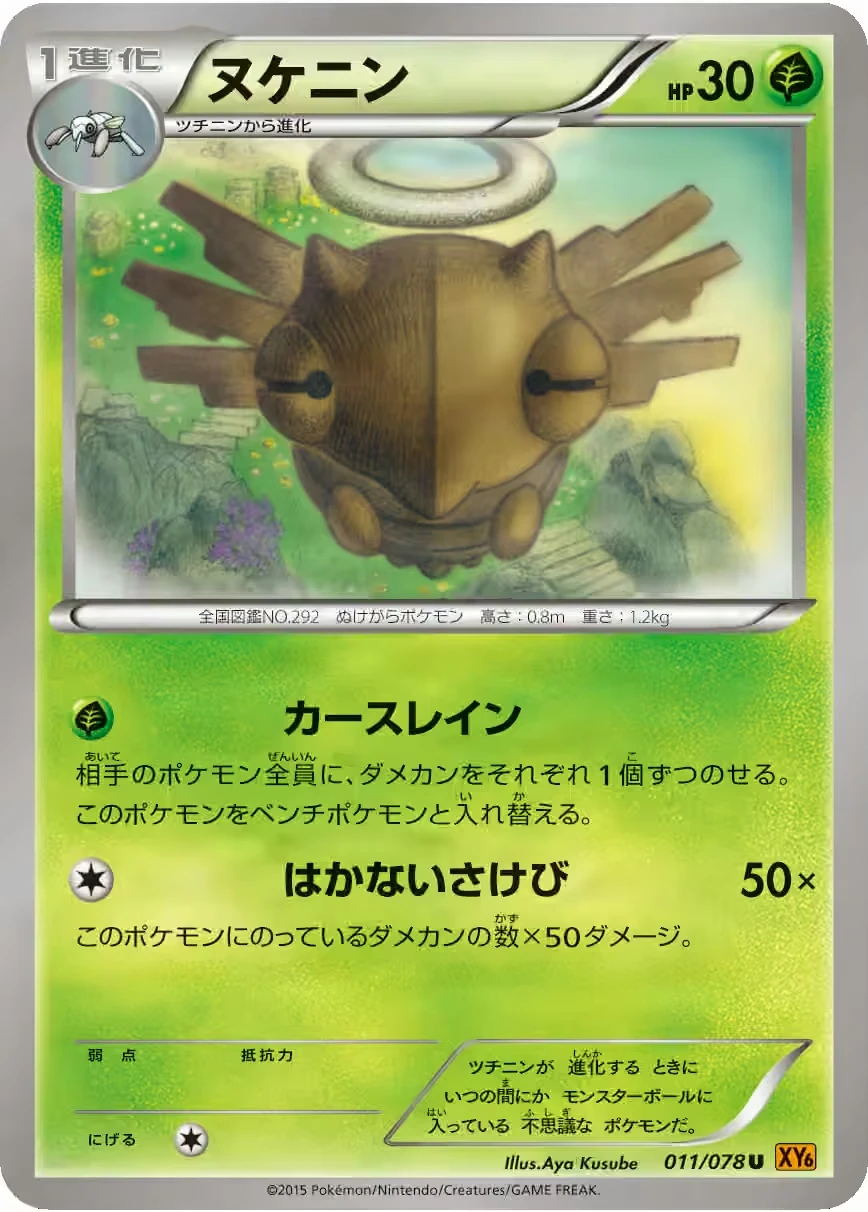 1進化
ヌケニン
HP30
ツチニンから進化
全国図鑑NO.292 ぬけがらポケモン 高さ：0.8m 重さ：1.2kg
カースレイン
相手のポケモン全員に、ダメカンをそれぞれ1個ずつのせる。
このポケモンをベンチポケモンと入れ替える。
はかないさけび 50×
このポケモンにのっているダメカンの数×50ダメージ。
弱点 抵抗力
にげる
ツチニンが 進化する ときに
いつの間にか モンスターボールに
入っている 不思議な ポケモンだ。
Illus.Aya Kusube 011/078 U XY6
©2015 Pokémon/Nintendo/Creatures/GAME FREAK.